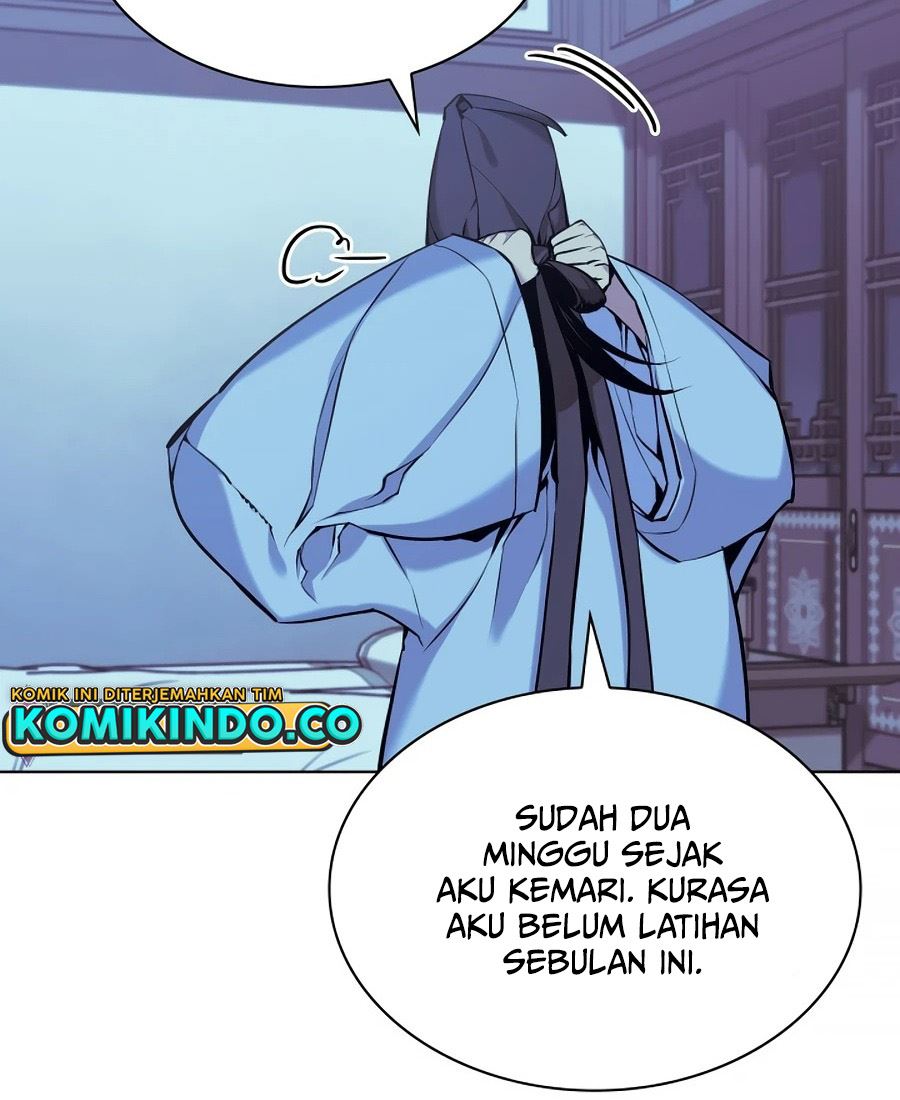 KOMIK INI DITERJEMAHKAN TIM
KOMIKINDO.CO
SUDAH DUA
MINGGU SEJAK
AKU KEMARI. KURASA
AKU BELUM LATIHAN
SEBULAN INI.